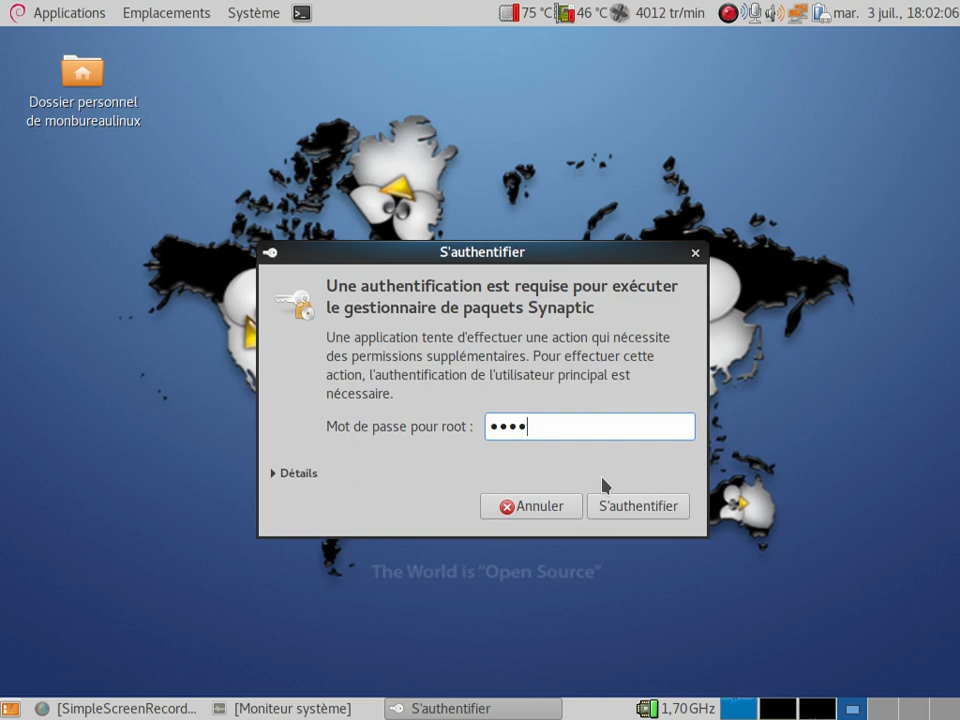 Applications Emplacements Système 75 °C 46 °C 4012 tr/min mar. 3 juil., 18:02:06
Dossier personnel
de monbureaulinux
S'authentifier
Une authentification est requise pour exécuter
le gestionnaire de paquets Synaptic
Une application tente d'effectuer une action qui nécessite
des permissions supplémentaires. Pour effectuer cette
action, l'authentification de l'utilisateur principal est
nécessaire.
Mot de passe pour root : ••••
Détails
Annuler S'authentifier
The World is “Open Source”
[SimpleScreenRecord... [Moniteur système] S'authentifier 1,70GHz